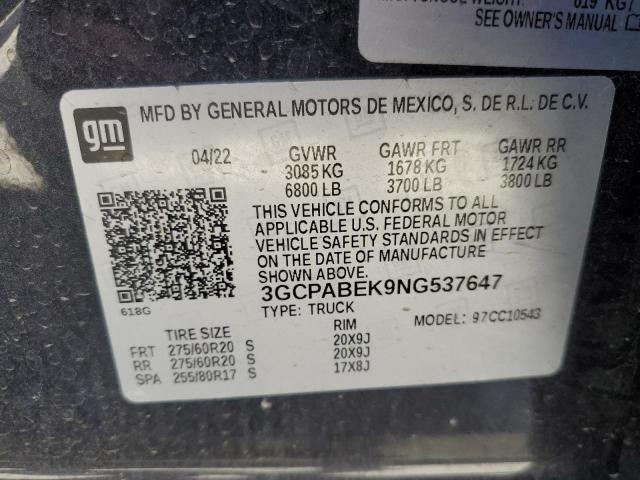 619 KG
SEE OWNER'S MANUAL
gm
MFD BY GENERAL MOTORS DE MEXICO, S. DE R.L. DE C.V.
04/22 GVWR GAWR FRT GAWR RR
3085 KG 1678 KG 1724 KG
6800 LB 3700 LB 3800 LB
THIS VEHICLE CONFORMS TO ALL
APPLICABLE U.S. FEDERAL MOTOR
VEHICLE SAFETY STANDARDS IN EFFECT
ON THE DATE OF MANUFACTURE
SHOWN ABOVE.
3GCPABEK9NG537647
618G
TYPE: TRUCK MODEL: 97CC10543
TIRE SIZE RIM
FRT 275/60R20 S 20X9J
RR 275/60R20 S 20X9J
SPA 255/80R17 S 17X8J